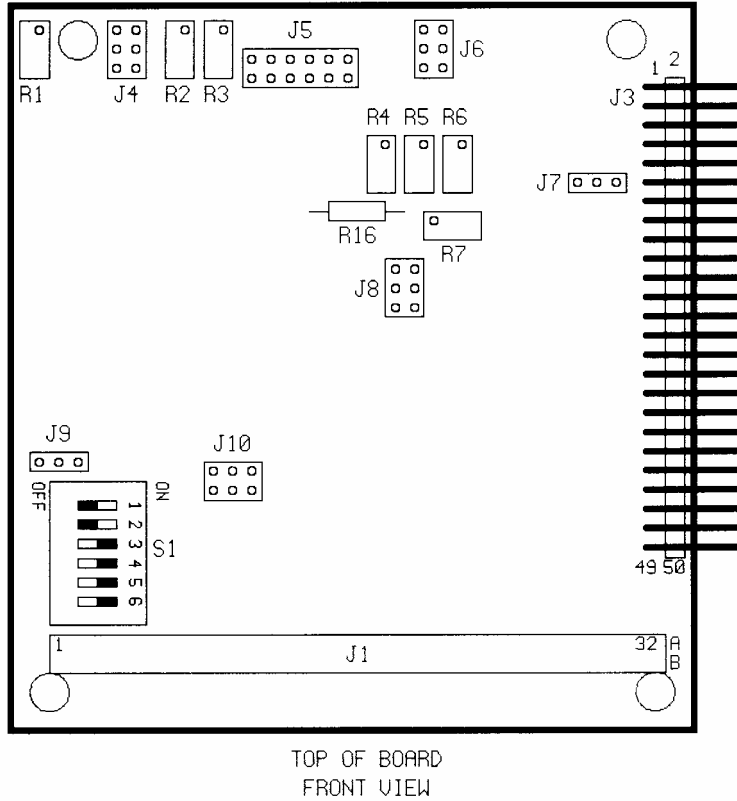 J5
J6
2
1
R1
J4
R2 R3
J3
R4 R5 R6
J7
R16
R7
J8
J9
J10
OFF
ON
1
2
3
4
5
6
S1
49 50
1
J1
32
A
B
TOP OF BOARD
FRONT VIEW